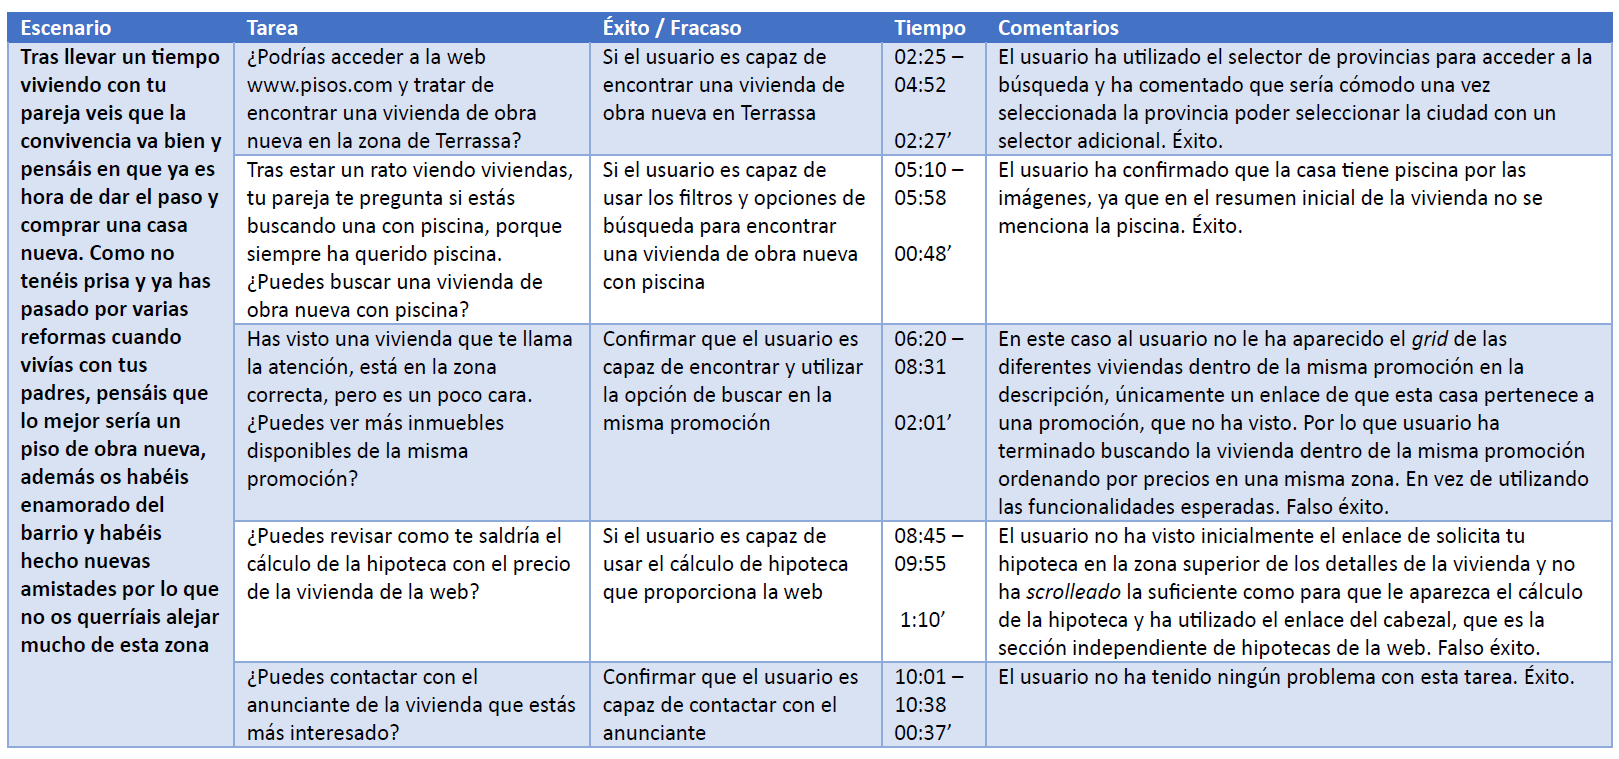 Escenario
Tarea
Éxito / Fracaso
Tiempo
Comentarios
Tras llevar un tiempo
viviendo con tu
pareja veis que la
convivencia va bien y
pensáis en que ya es
hora de dar el paso y
comprar una casa
nueva. Como no
tenéis prisa y ya has
pasado por varias
reformas cuando
vivías con tus
padres, pensáis que
lo mejor sería un
piso de obra nueva,
además os habéis
enamorado del
barrio y habéis
hecho nuevas
amistades por lo que
no os querríais alejar
mucho de esta zona
¿Podrías acceder a la web
www.pisos.com y tratar de
encontrar una vivienda de obra
nueva en la zona de Terrassa?
Si el usuario es capaz de
encontrar una vivienda de
obra nueva en Terrassa
02:25 –
04:52
02:27’
El usuario ha utilizado el selector de provincias para acceder a la
búsqueda y ha comentado que sería cómodo una vez
seleccionada la provincia poder seleccionar la ciudad con un
selector adicional. Éxito.
Tras estar un rato viendo viviendas,
tu pareja te pregunta si estás
buscando una con piscina, porque
siempre ha querido piscina.
¿Puedes buscar una vivienda de
obra nueva con piscina?
Si el usuario es capaz de
usar los filtros y opciones de
búsqueda para encontrar
una vivienda de obra nueva
con piscina
05:10 –
05:58
00:48’
El usuario ha confirmado que la casa tiene piscina por las
imágenes, ya que en el resumen inicial de la vivienda no se
menciona la piscina. Éxito.
Has visto una vivienda que te llama
la atención, está en la zona
correcta, pero es un poco cara.
¿Puedes ver más inmuebles
disponibles de la misma
promoción?
Confirmar que el usuario es
capaz de encontrar y utilizar
la opción de buscar en la
misma promoción
06:20 –
08:31
02:01’
En este caso al usuario no le ha aparecido el grid de las
diferentes viviendas dentro de la misma promoción en la
descripción, únicamente un enlace de que esta casa pertenece a
una promoción, que no ha visto. Por lo que usuario ha
terminado buscando la vivienda dentro de la misma promoción
ordenando por precios en una misma zona. En vez de utilizando
las funcionalidades esperadas. Falso éxito.
¿Puedes revisar como te saldría el
cálculo de la hipoteca con el precio
de la vivienda de la web?
Si el usuario es capaz de
usar el cálculo de hipoteca
que proporciona la web
08:45 –
09:55
1:10’
El usuario no ha visto inicialmente el enlace de solicita tu
hipoteca en la zona superior de los detalles de la vivienda y no
ha scrolleado la suficiente como para que le aparezca el cálculo
de la hipoteca y ha utilizado el enlace del cabezal, que es la
sección independiente de hipotecas de la web. Falso éxito.
¿Puedes contactar con el
anunciante de la vivienda que estás
más interesado?
Confirmar que el usuario es
capaz de contactar con el
anunciante
10:01 –
10:38
00:37’
El usuario no ha tenido ningún problema con esta tarea. Éxito.